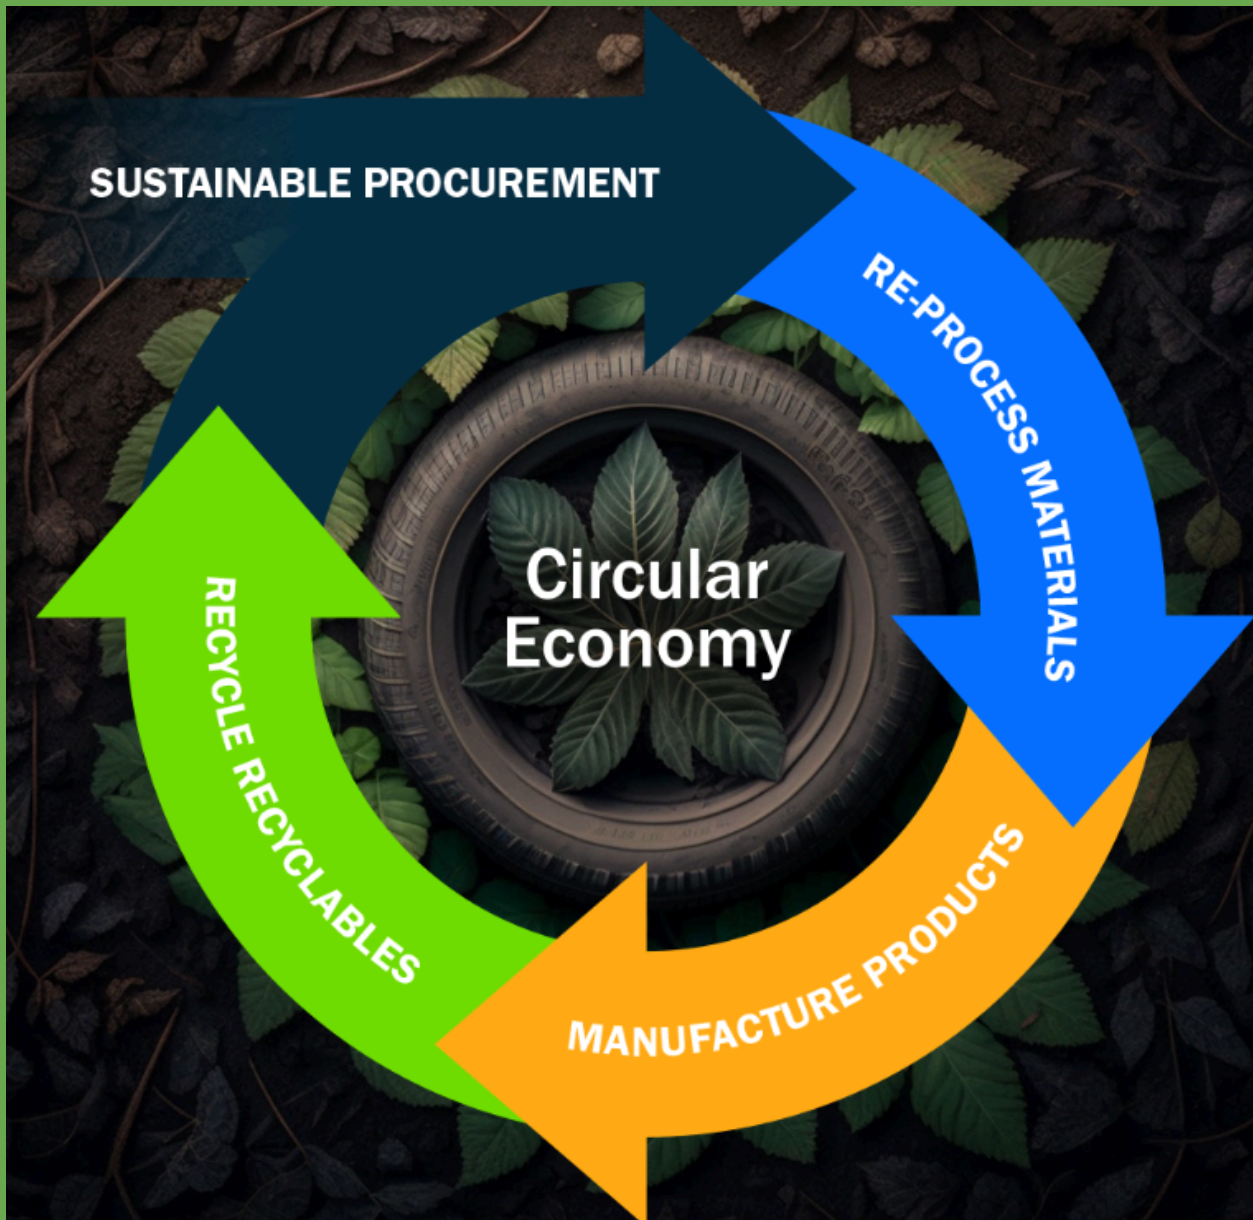 SUSTAINABLE PROCUREMENT
RE-PROCESS MATERIALS
Circular
Economy
RECYCLE RECYCLABLES
MANUFACTURE PRODUCTS